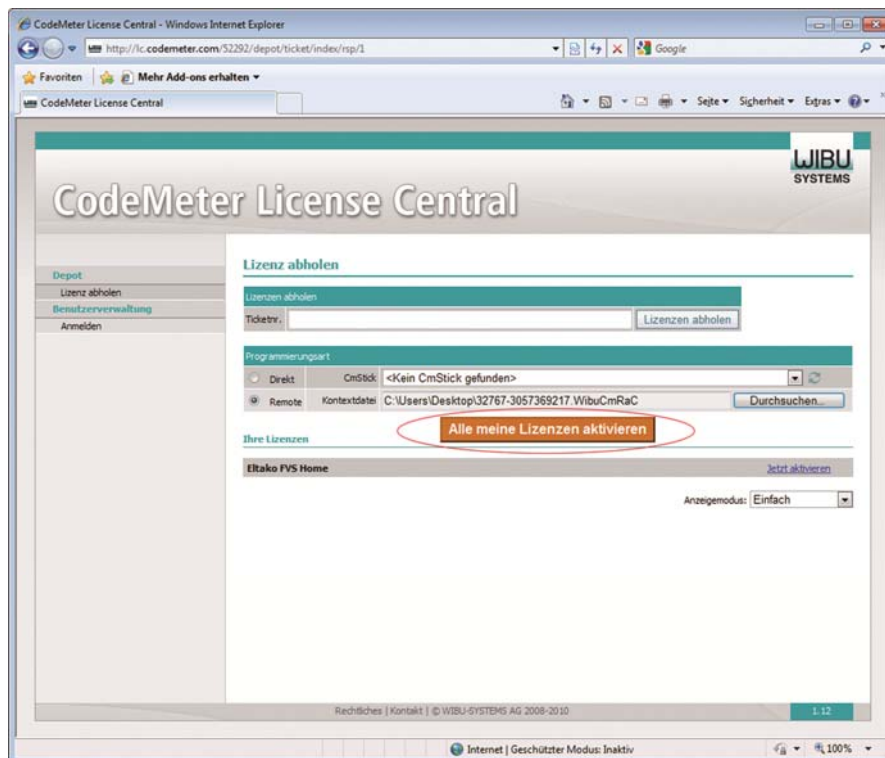 CodeMeter License Central - Windows Internet Explorer
http://lc.codemeter.com/52292/depot/ticket/index/rsp/1
Google
Favoriten
Mehr Add-ons erhalten
CodeMeter License Central
Seite
Sicherheit
Extras
WIBU
SYSTEMS
CodeMeter License Central
Depot
Lizenz abholen
Benutzerverwaltung
Anmelden
Lizenz abholen
Lizenzen abholen
Ticketnr.
Lizenzen abholen
Programmierungsart
Direkt CmStick <Kein CmStick gefunden>
Remote Kontextdatei C:\Users\Desktop\32767-3057369217.WibuCmRaC Durchsuchen...
Alle meine Lizenzen aktivieren
Ihre Lizenzen
Eltako FVS Home Jetzt aktivieren
Anzeigemodus: Einfach
Rechtliches | Kontakt | © WIBU-SYSTEMS AG 2008-2010
1.12
Internet | Geschützter Modus: Inaktiv
100%